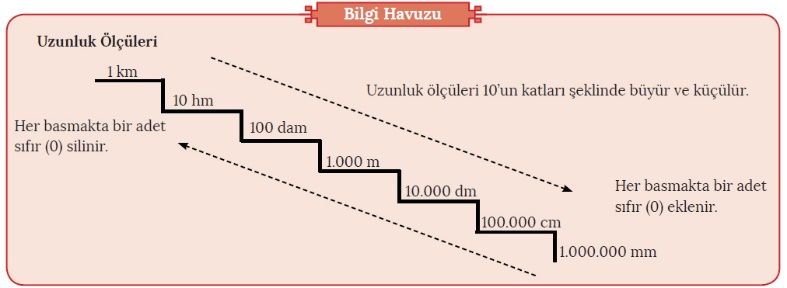 Bilgi Havuzu
Uzunluk Ölçüleri
1 km
10 hm
100 dam
1.000 m
10.000 dm
100.000 cm
1.000.000 mm
Uzunluk ölçüleri 10'un katları şeklinde büyür ve küçülür.
Her basmakta bir adet
sıfır (0) silinir.
Her basmakta bir adet
sıfır (0) eklenir.